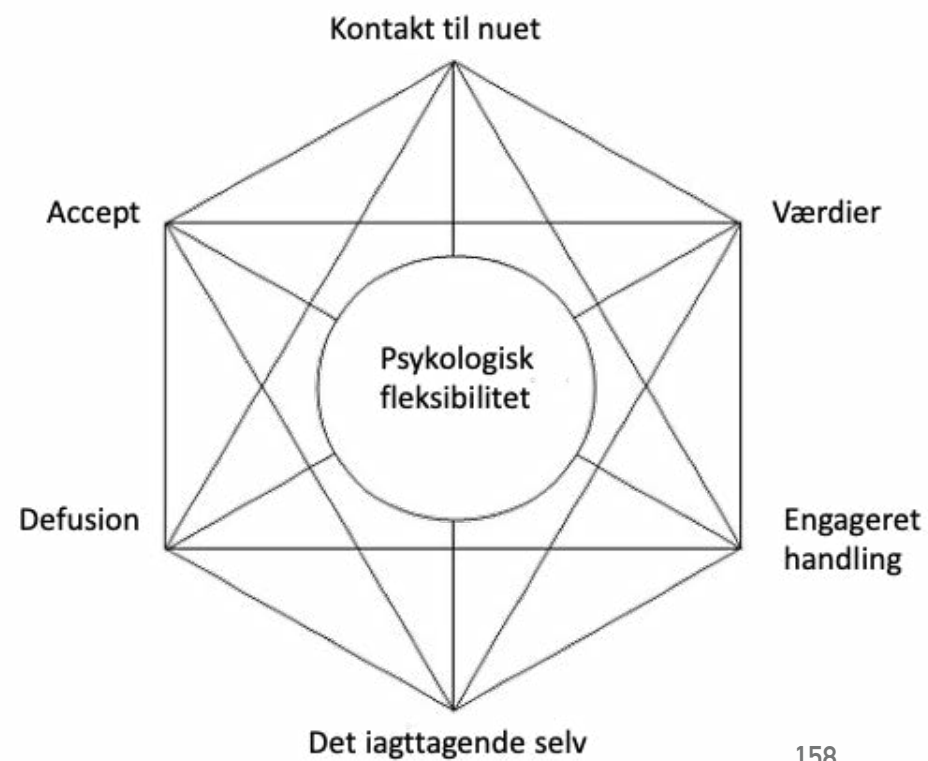 Kontakt til nuet
Accept
Værdier
Psykologisk
fleksibilitet
Defusion
Engageret
handling
Det iagttagende selv
158